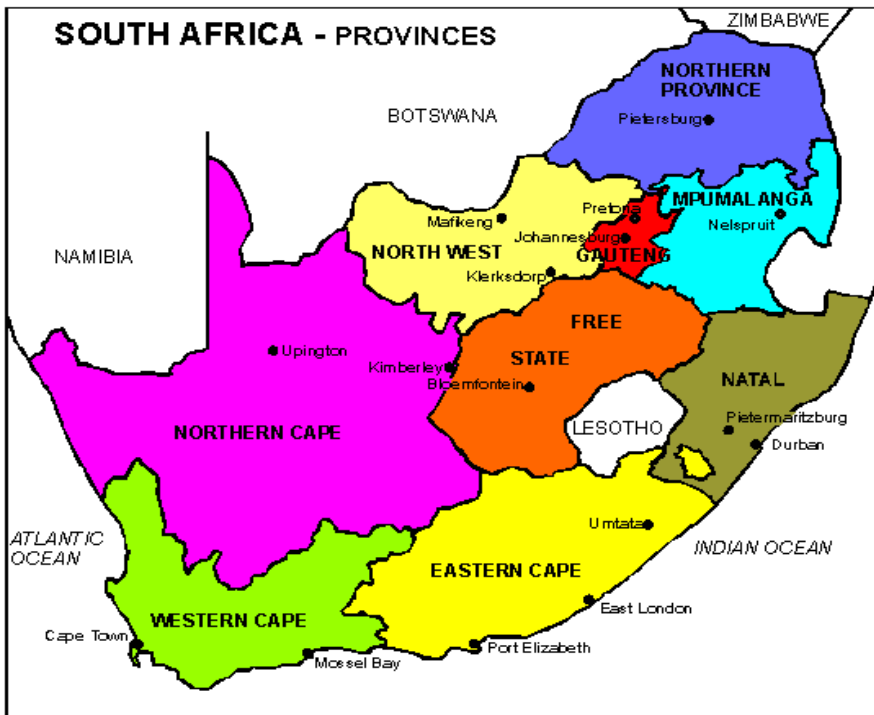 ZIMBABWE
SOUTH AFRICA - PROVINCES
NORTHERN
PROVINCE
BOTSWANA
Pietersburg
MPUMALANGA
Mafikeng
Pretoria
Nelspruit
Johannesburg
NORTH WEST
NAMIBIA
GAUTENG
Klerksdorp
FREE
STATE
Upington
Kimberley
Bloemfontein
NATAL
Pietermaritzburg
LESOTHO
NORTHERN CAPE
Durban
Umtata
ATLANTIC
OCEAN
INDIAN OCEAN
EASTERN CAPE
East London
WESTERN CAPE
Cape Town
Port Elizabeth
Mossel Bay